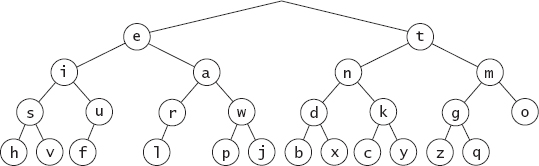 e t
i a n m
s u r w d k g o
h v f l p j b x c y z q